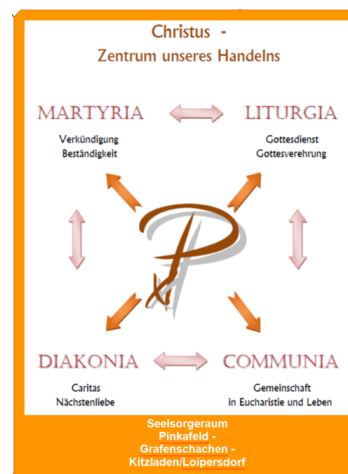 Christus -
Zentrum unseres Handelns
MARTYRIA
LITURGIA
Verkündigung
Beständigkeit
Gottesdienst
Gottesverehrung
DIAKONIA
COMMUNIA
Caritas
Nächstenliebe
Gemeinschaft
in Eucharistie und Leben
Seelsorgeraum
Pinkafeld -
Grafenschachen -
Kitzladen/Loipersdorf